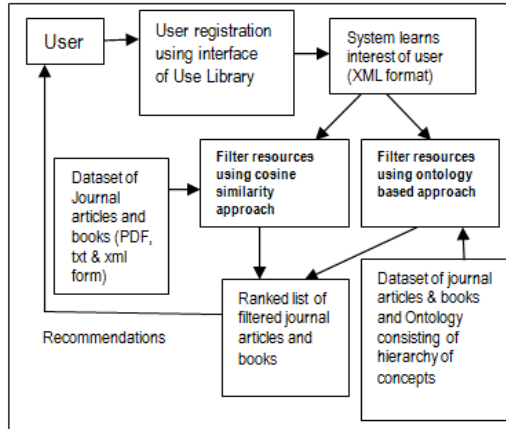 User
User registration
using interface
of Use Library
System learns
interest of user
(XML format)
Filter resources
using cosine
similarity
approach
Filter resources
using ontology
based approach
Dataset of
Journal
articles and
books (PDF,
txt & xml
form)
Ranked list of
filtered journal
articles and
books
Dataset of journal
articles & books
and Ontology
consisting of
hierarchy of
concepts
Recommendations